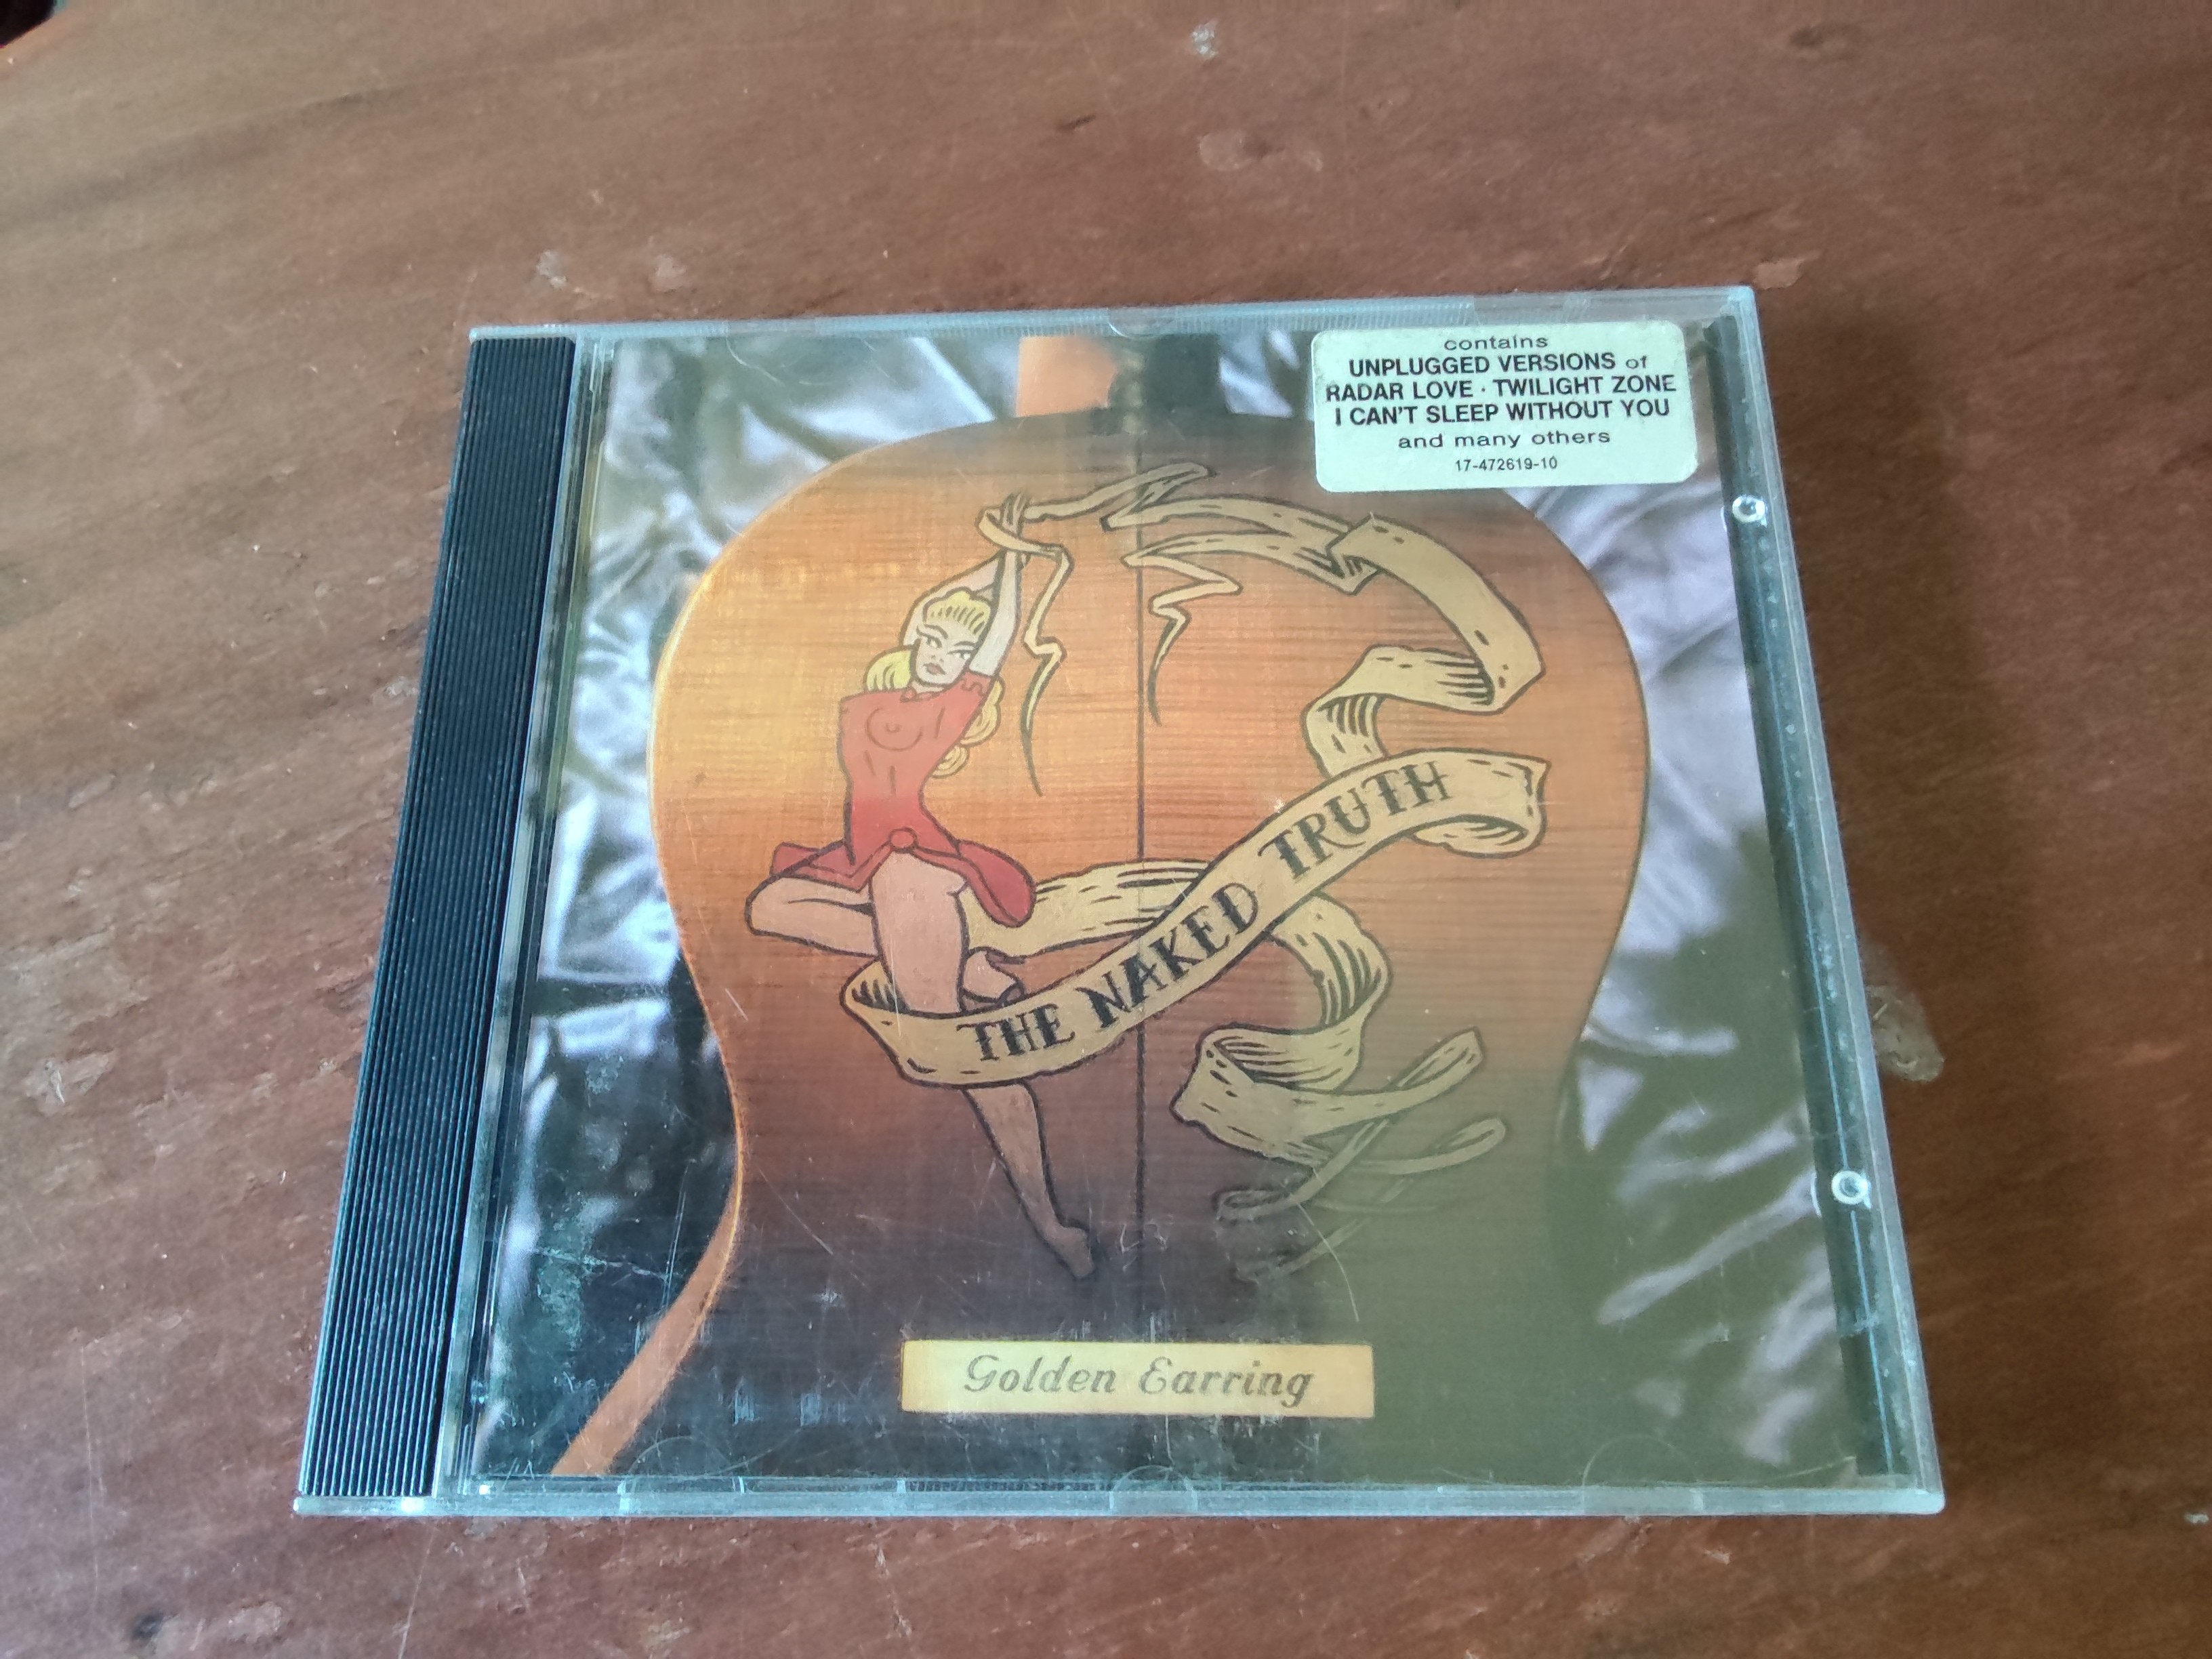 contains
UNPLUGGED VERSIONS of
RADAR LOVE · TWILIGHT ZONE
I CAN'T SLEEP WITHOUT YOU
and many others
17-472619-10
THE NAKED TRUTH
Golden Earring